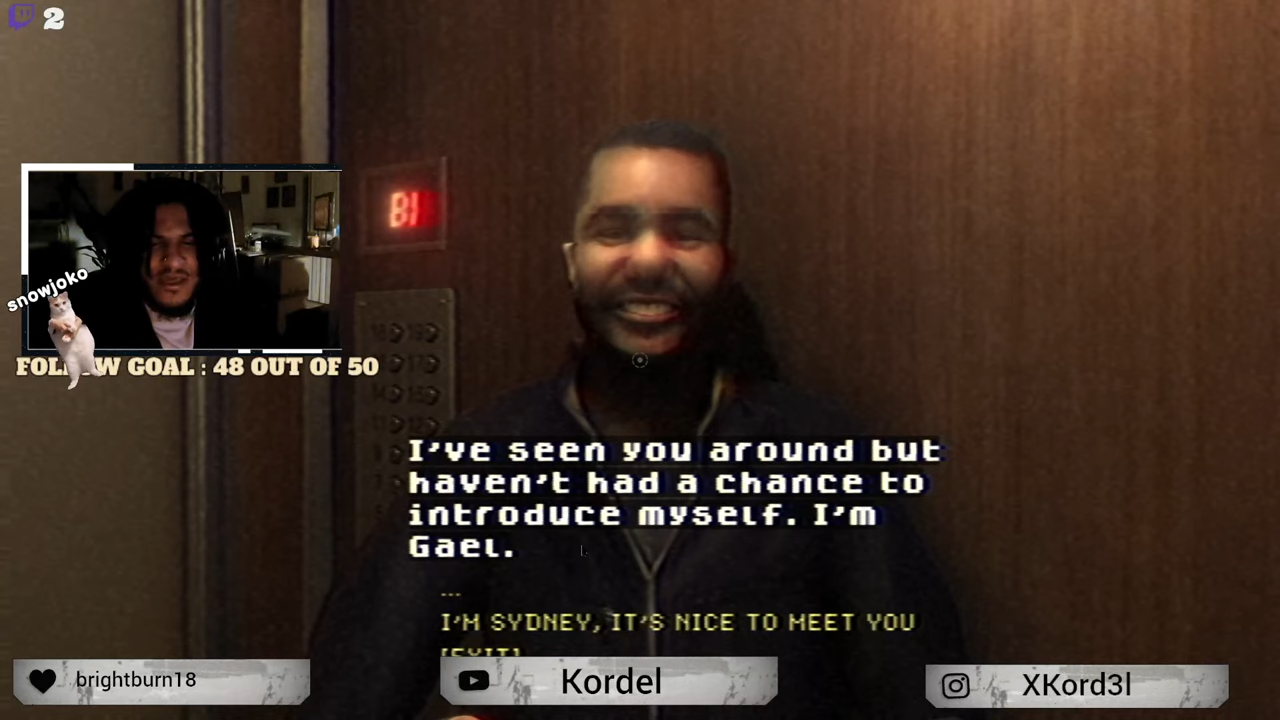 2
B1
snowjoko
FOLLOW GOAL : 48 OUT OF 50
I've seen you around but
haven't had a chance to
introduce myself. I'm
Gael.
...
I'M SYDNEY, IT'S NICE TO MEET YOU
[EXIT]
brightburn18
Kordel
XKord3l